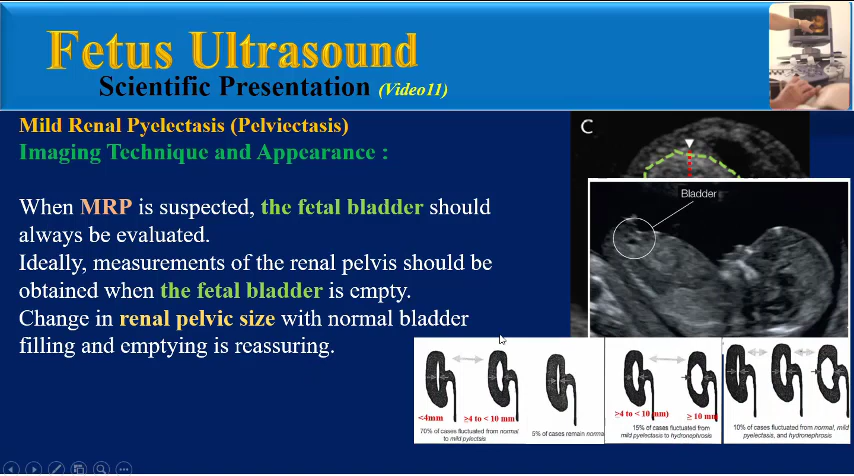 Fetus Ultrasound
Scientific Presentation (Video11)
Mild Renal Pyelectasis (Pelviectasis)
Imaging Technique and Appearance :
When MRP is suspected, the fetal bladder should
always be evaluated.
Ideally, measurements of the renal pelvis should be
obtained when the fetal bladder is empty.
Change in renal pelvic size with normal bladder
filling and emptying is reassuring.
C
Bladder
<4mm
≥4 to < 10 mm
70% of cases fluctuated from normal
to mild pylectsis
5% of cases remain norma
≥4 to < 10 mm)
≥ 10 mm
15% of cases fluctuated from
mild pyelectasis to hydronephrosis
10% of cases fluctuated from normal, mild
pyelectasis, and hydronephrosis